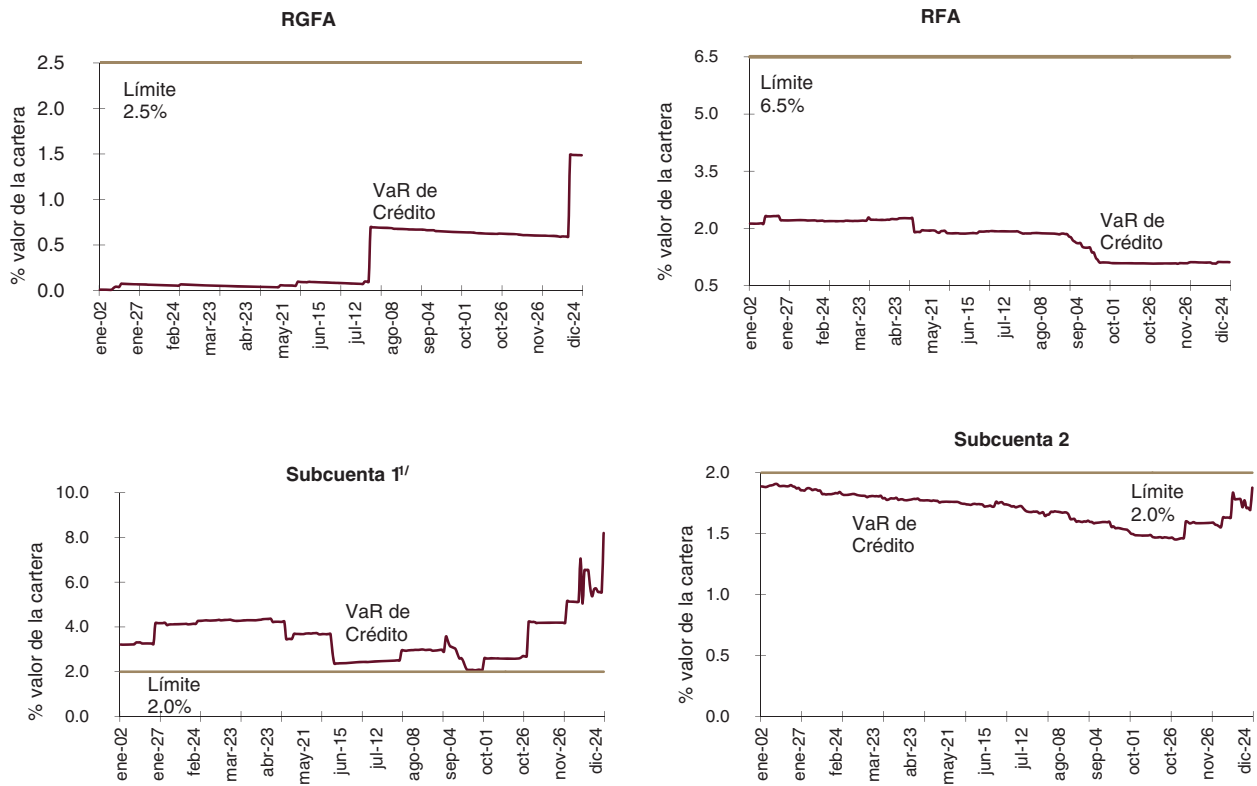 RGFA
% valor de la cartera
2.5
2.0
1.5
1.0
0.5
0.0
Límite
2.5%
VaR de
Crédito
ene-02
ene-27
feb-24
mar-23
abr-23
may-21
jun-15
jul-12
ago-08
sep-04
oct-01
oct-26
nov-26
dic-24
RFA
% valor de la cartera
6.5
5.5
4.5
3.5
2.5
2.0
0.5
Límite
6.5%
VaR de
Crédito
ene-02
ene-27
feb-24
mar-23
abr-23
may-21
jun-15
jul-12
ago-08
sep-04
oct-01
oct-26
nov-26
dic-24
Subcuenta 1¹/
% valor de la cartera
10.0
8.0
6.0
4.0
2.0
0.0
VaR de
Crédito
Límite
2.0%
ene-02
ene-27
feb-24
mar-23
abr-23
may-21
jun-15
jul-12
ago-08
sep-04
oct-01
oct-26
nov-26
dic-24
Subcuenta 2
% valor de la cartera
2.0
1.5
1.0
0.5
0.0
Límite
2.0%
VaR de
Crédito
ene-02
ene-27
feb-24
mar-23
abr-23
may-21
jun-15
jul-12
ago-08
sep-04
oct-01
oct-26
nov-26
dic-24